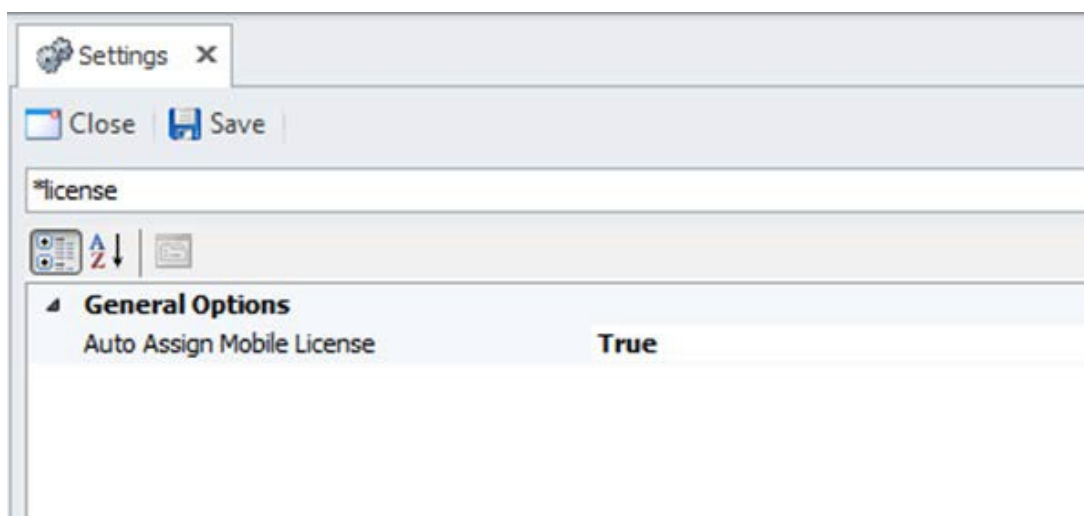 Settings
Close Save
*license
A Z
General Options
Auto Assign Mobile License True